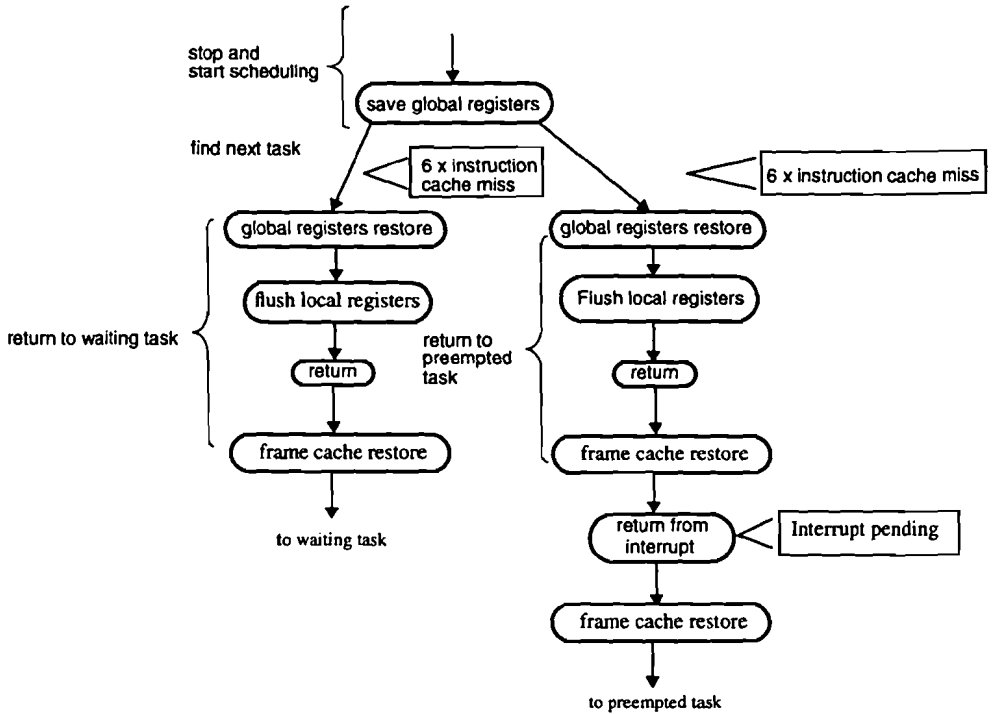 stop and
start scheduling
save global registers
find next task
6 x instruction
cache miss
6 x instruction cache miss
global registers restore
global registers restore
flush local registers
Flush local registers
return to waiting task
return to
preempted
task
return
return
frame cache restore
frame cache restore
to waiting task
return from
interrupt
Interrupt pending
frame cache restore
to preempted task